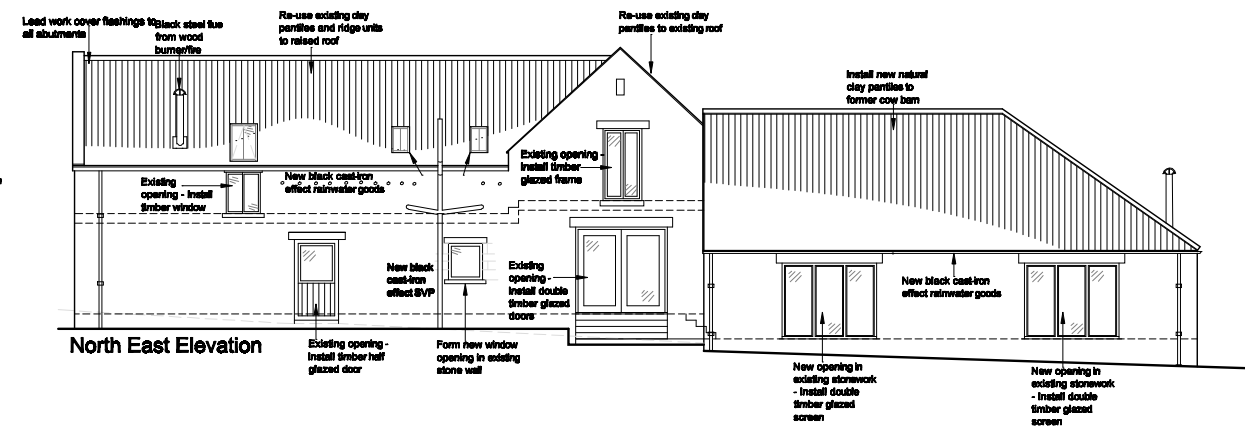 Lead work cover flashings to
all abutments
Black steel flue
from wood
burner/fire
Re-use existing clay
pantiles and ridge units
to raised roof
Re-use existing clay
pantiles to existing roof
Install new natural
clay pantiles to
former cow barn
Existing opening -
Install timber
glazed frame
Existing
opening - Install
timber window
New black cast-iron
effect rainwater goods
New black
cast-iron
effect SVP
Existing
opening -
Install double
timber glazed
doors
New black cast-iron
effect rainwater goods
North East Elevation
Existing opening -
Install timber half
glazed door
Form new window
opening in existing
stone wall
New opening in
existing stonework
- Install double
timber glazed
screen
New opening in
existing stonework
- Install double
timber glazed
screen